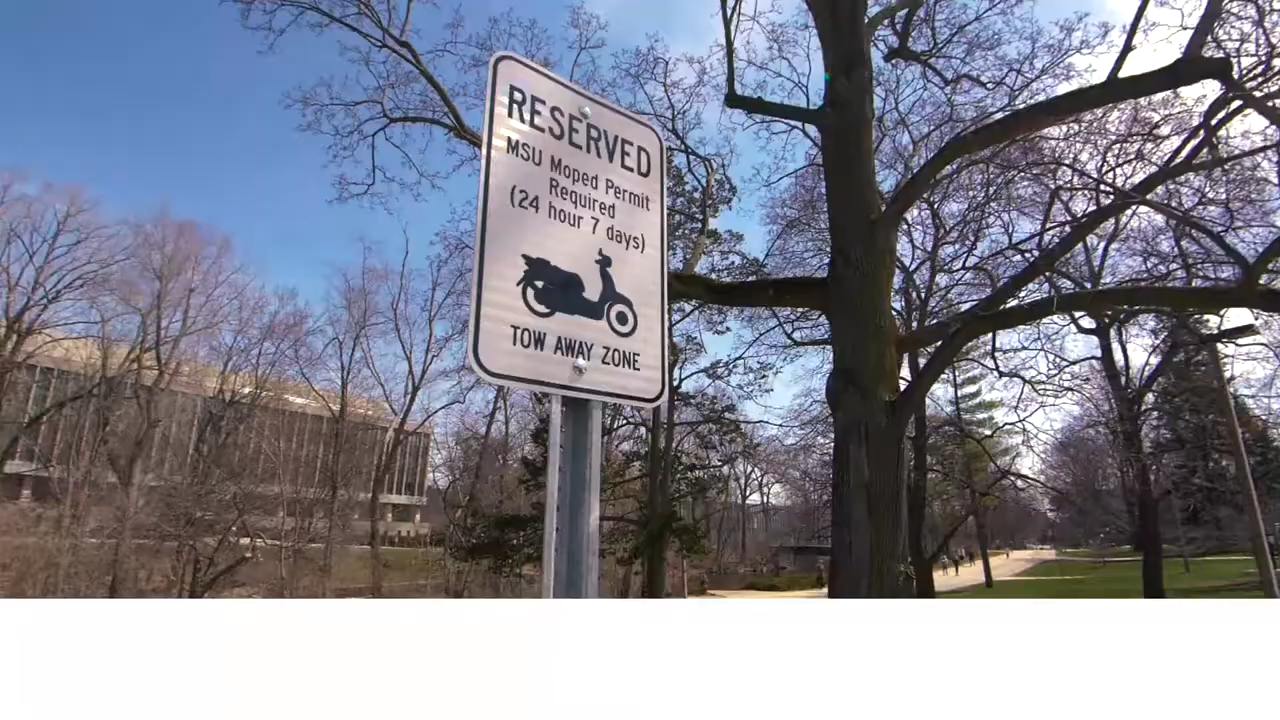 RESERVED
MSU Moped Permit
Required
(24 hour 7 days)
TOW AWAY ZONE